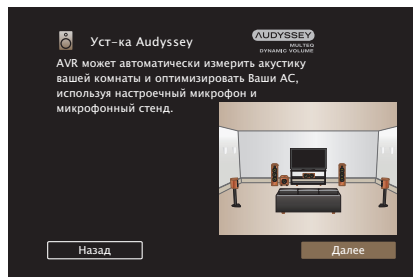 Уст-ка Audyssey
AUDYSSEY
MULTEQ
DYNAMIC VOLUME
AVR может автоматически измерить акустику
вашей комнаты и оптимизировать Ваши АС,
используя настроечный микрофон и
микрофонный стенд.
Назад
Далее